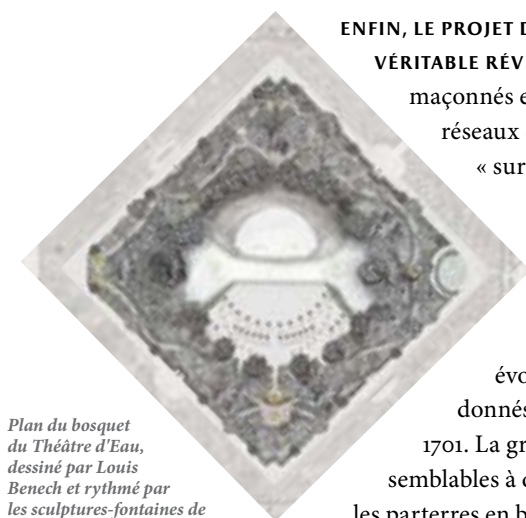 ENFIN, LE PROJET D
VÉRITABLE RÉV
maçonnés e
réseaux
« sur
évo
donnés
1701. La gr
semblables à d
les parterres en b
Plan du bosquet
du Théâtre d'Eau,
dessiné par Louis
Benech et rythmé par
les sculptures-fontaines de